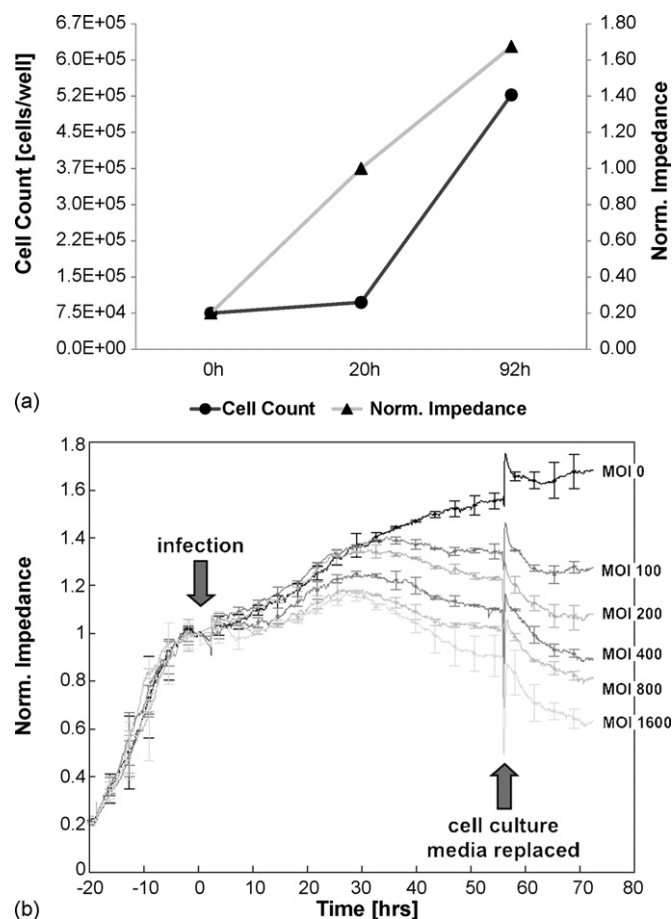 6.7E+05
6.0E+05
5.2E+05
4.5E+05
3.7E+05
3.0E+05
2.2E+05
1.5E+05
7.5E+04
0.0E+00
Cell Count [cells/well]
1.80
1.60
1.40
1.20
1.00
0.80
0.60
0.40
0.20
0.00
Norm. Impedance
0h 20h 92h
(a)
Cell Count Norm. Impedance
1.8
1.6
1.4
1.2
1
0.8
0.6
0.4
0.2
Norm. Impedance
infection
MOI 0
MOI 100
MOI 200
MOI 400
MOI 800
MOI 1600
cell culture
media replaced
-20 -10 0 10 20 30 40 50 60 70 80
(b)
Time [hrs]